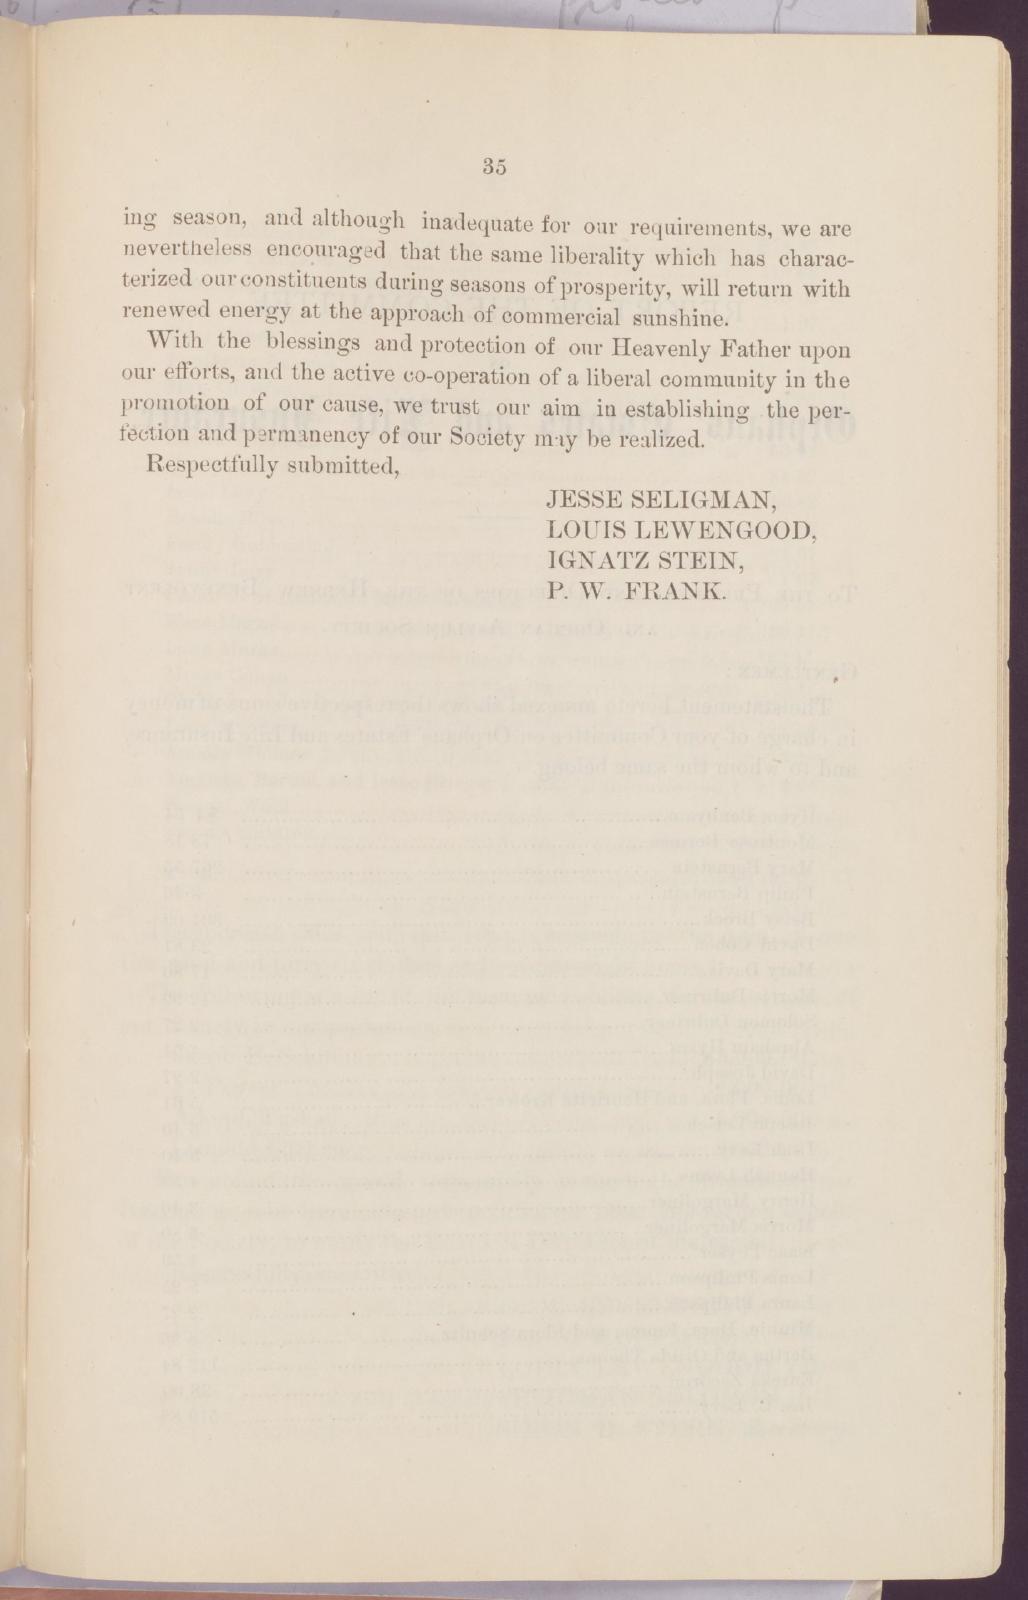 35
ing season, and although inadequate for our requirements, we are
nevertheless encouraged that the same liberality which has charac-
terized our constituents during seasons of prosperity, will return with
renewed energy at the approach of commercial sunshine.
With the blessings and protection of our Heavenly Father upon
our efforts, and the active co-operation of a liberal community in the
promotion of our cause, we trust our aim in establishing the per-
fection and permanency of our Society may be realized.
Respectfully submitted,
JESSE SELIGMAN,
LOUIS LEWENGOOD,
IGNATZ STEIN,
P. W. FRANK.